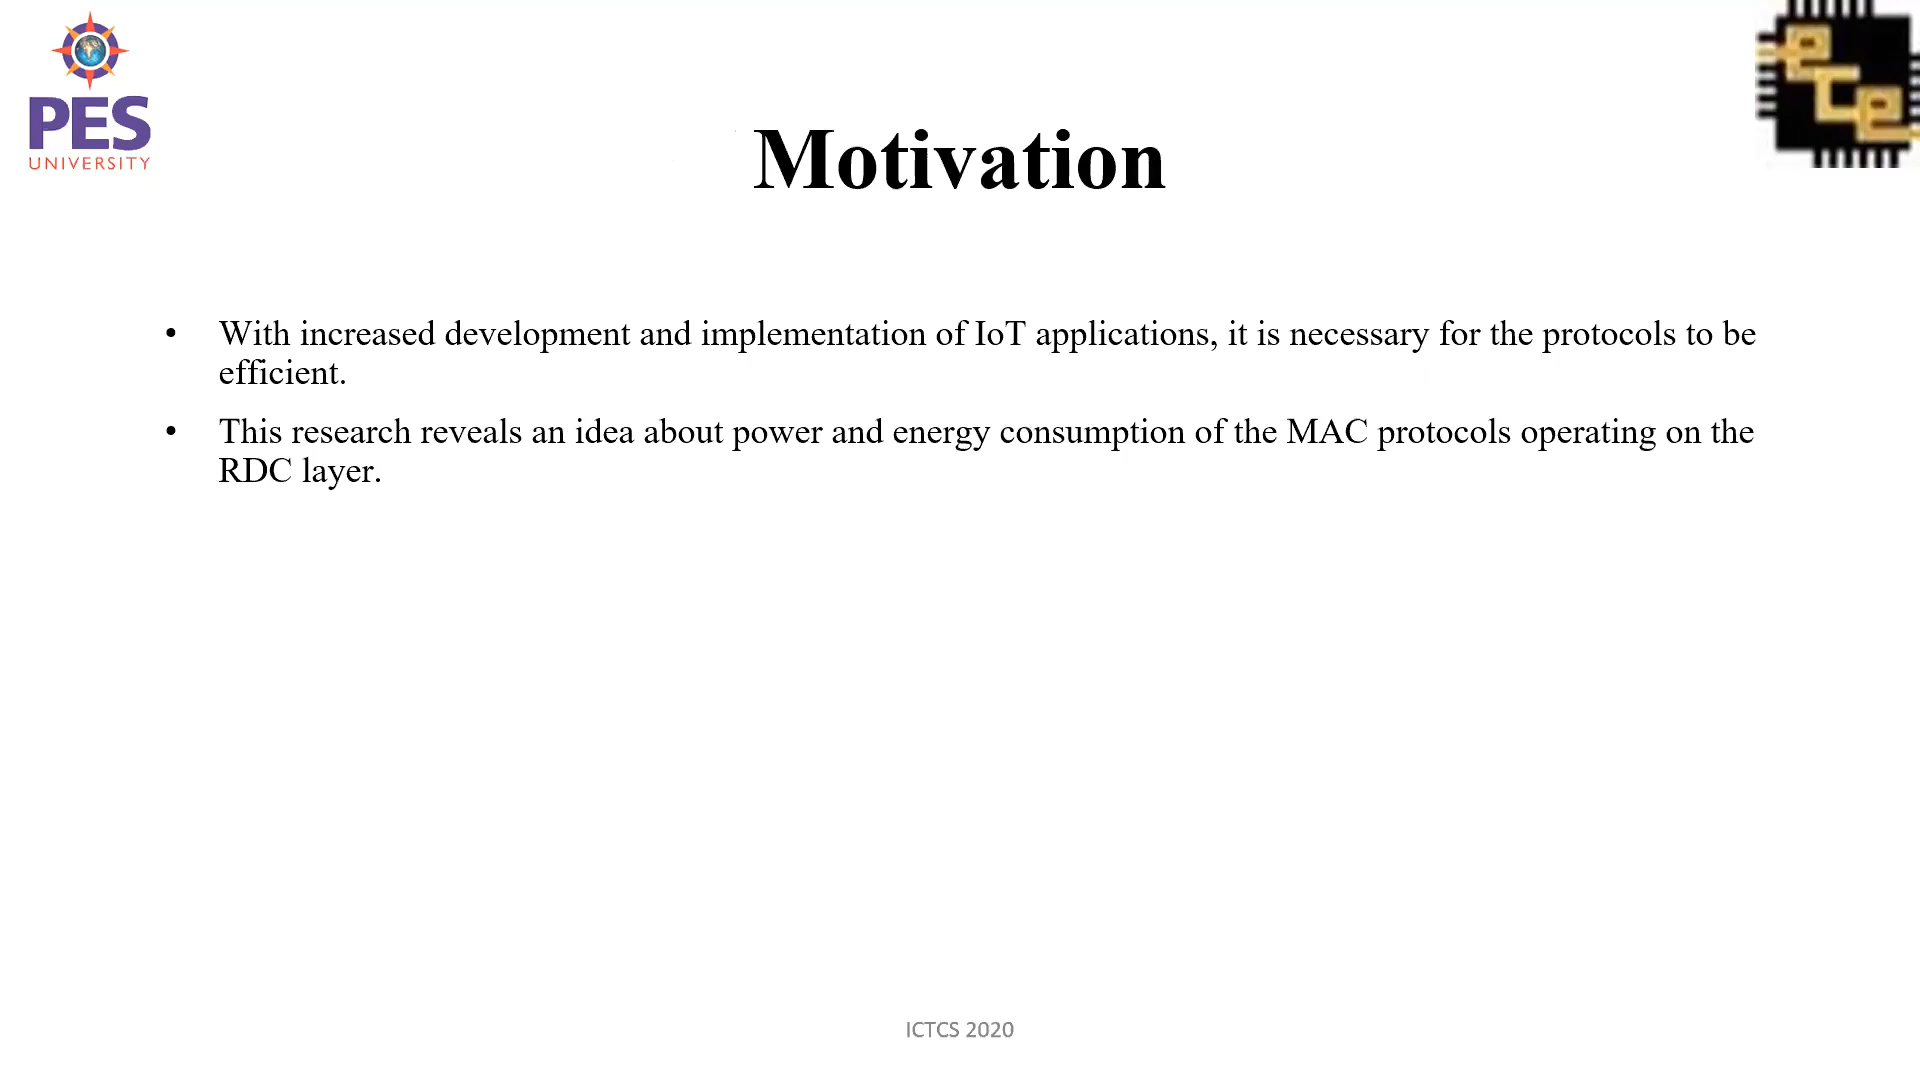 PES
UNIVERSITY
ece
Motivation
• With increased development and implementation of IoT applications, it is necessary for the protocols to be
efficient.
• This research reveals an idea about power and energy consumption of the MAC protocols operating on the
RDC layer.
ICTCS 2020